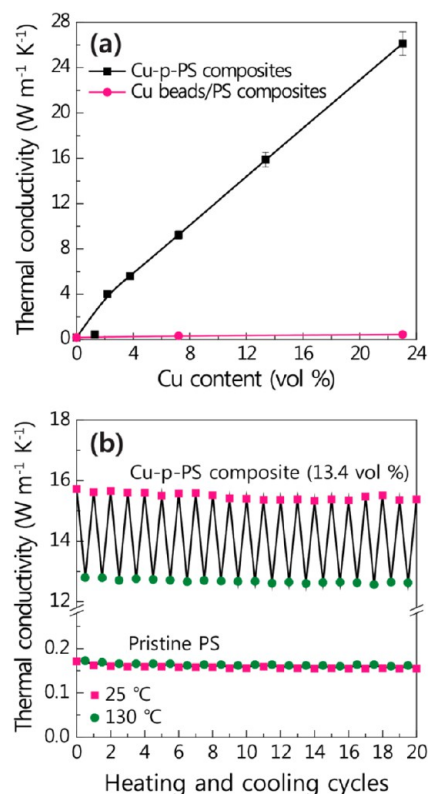 (a)
Cu-p-PS composites
Cu beads/PS composites
Thermal conductivity (W m⁻¹ K⁻¹)
28
24
20
16
12
8
4
0
0 4 8 12 16 20 24
Cu content (vol %)
(b)
Cu-p-PS composite (13.4 vol %)
Pristine PS
25 ℃
130 ℃
Thermal conductivity (W m⁻¹ K⁻¹)
18
16
14
12
0.2
0.1
0.0
0 2 4 6 8 10 12 14 16 18 20
Heating and cooling cycles